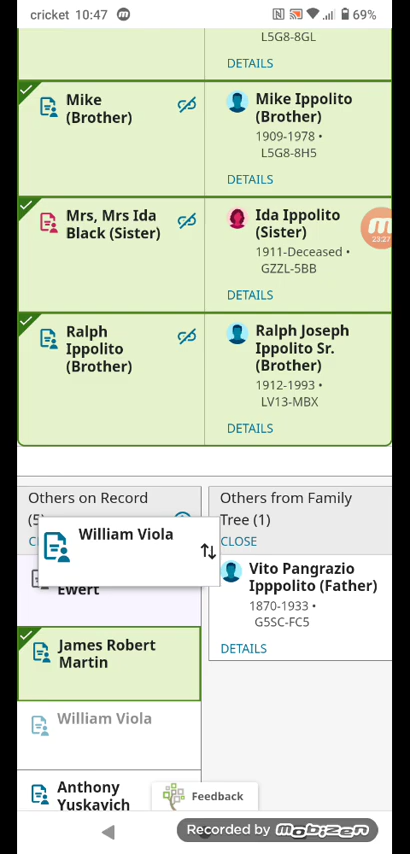 cricket 10:47 69%
L5G8-8GL
DETAILS
Mike
(Brother)
Mike Ippolito
(Brother)
1909-1978 •
L5G8-8H5
DETAILS
Mrs, Mrs Ida
Black (Sister)
Ida Ippolito
(Sister)
1911-Deceased •
GZZL-5BB
DETAILS
23:27
Ralph
Ippolito
(Brother)
Ralph Joseph
Ippolito Sr.
(Brother)
1912-1993 •
LV13-MBX
DETAILS
Others on Record
(5
Others from Family
Tree (1)
CLOSE
William Viola
Ewert
Vito Pangrazio
Ipppolito (Father)
1870-1933 •
G5SC-FC5
DETAILS
James Robert
Martin
William Viola
Anthony
Yuskavich
Feedback
Recorded by mobizen